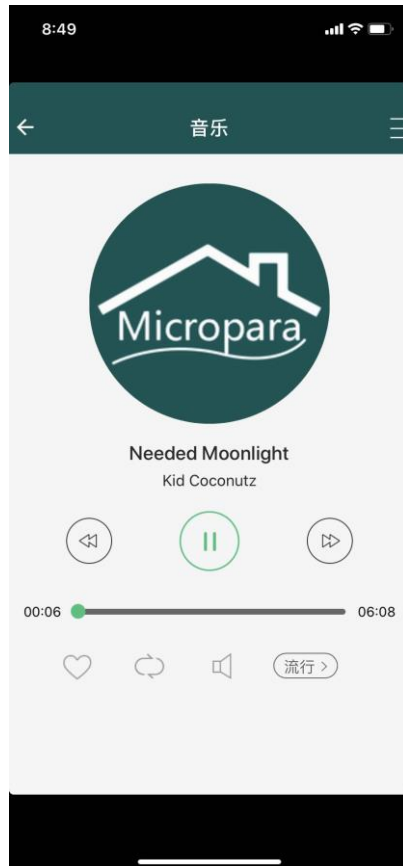 8:49
音乐
Micropara
Needed Moonlight
Kid Coconutz
00:06
06:08
流行